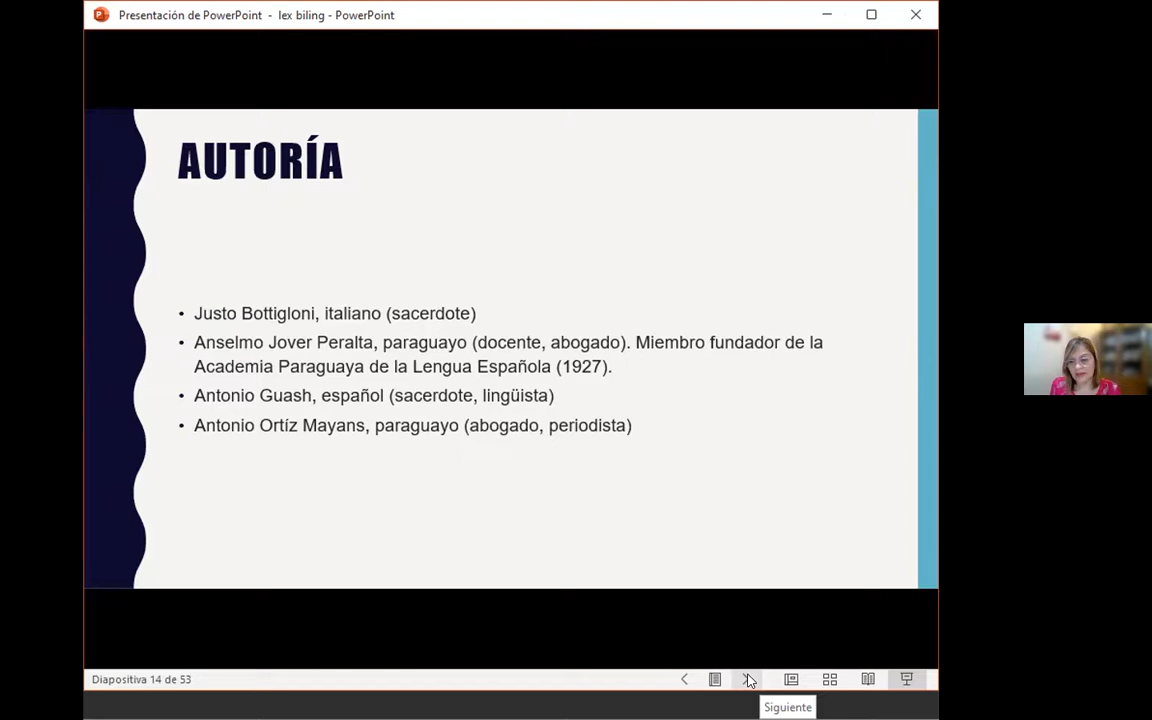 Presentación de PowerPoint - lex biling - PowerPoint
AUTORÍA
• Justo Bottigloni, italiano (sacerdote)
• Anselmo Jover Peralta, paraguayo (docente, abogado). Miembro fundador de la
Academia Paraguaya de la Lengua Española (1927).
• Antonio Guash, español (sacerdote, lingüista)
• Antonio Ortíz Mayans, paraguayo (abogado, periodista)
Diapositiva 14 de 53
Siguiente